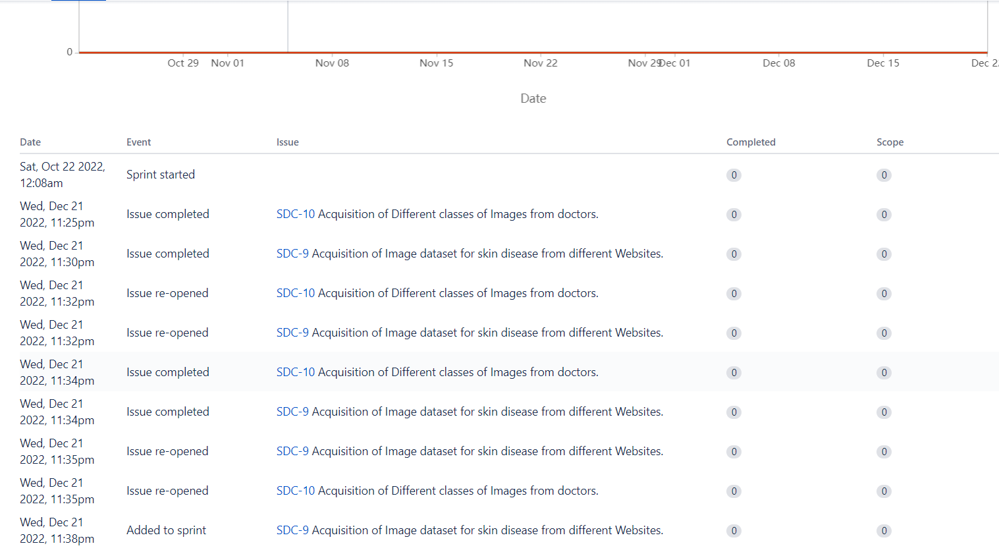 0
Oct 29 Nov 01 Nov 08 Nov 15 Nov 22 Nov 29 Dec 01 Dec 08 Dec 15 Dec
Date
Date Event Issue Completed Scope
Sat, Oct 22 2022,
12:08am Sprint started 0 0
Wed, Dec 21
2022, 11:25pm Issue completed SDC-10 Acquisition of Different classes of Images from doctors. 0 0
Wed, Dec 21
2022, 11:30pm Issue completed SDC-9 Acquisition of Image dataset for skin disease from different Websites. 0 0
Wed, Dec 21
2022, 11:32pm Issue re-opened SDC-10 Acquisition of Different classes of Images from doctors. 0 0
Wed, Dec 21
2022, 11:32pm Issue re-opened SDC-9 Acquisition of Image dataset for skin disease from different Websites. 0 0
Wed, Dec 21
2022, 11:34pm Issue completed SDC-10 Acquisition of Different classes of Images from doctors. 0 0
Wed, Dec 21
2022, 11:34pm Issue completed SDC-9 Acquisition of Image dataset for skin disease from different Websites. 0 0
Wed, Dec 21
2022, 11:35pm Issue re-opened SDC-9 Acquisition of Image dataset for skin disease from different Websites. 0 0
Wed, Dec 21
2022, 11:35pm Issue re-opened SDC-10 Acquisition of Different classes of Images from doctors. 0 0
Wed, Dec 21
2022, 11:38pm Added to sprint SDC-9 Acquisition of Image dataset for skin disease from different Websites. 0 0